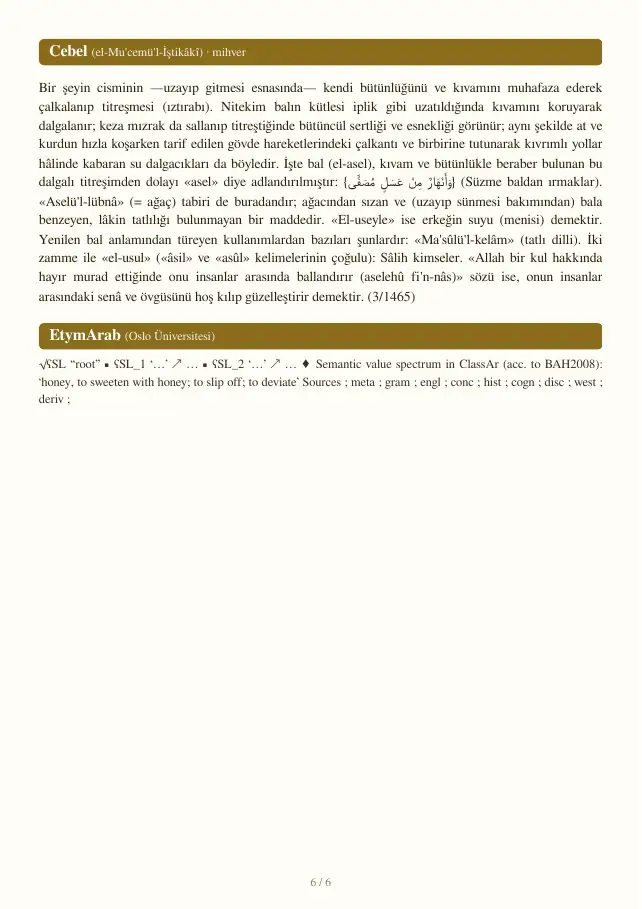 Cebel (el-Mu'cemü'l-İştikâkî) · mihver
Bir şeyin cisminin —uzayıp gitmesi esnasında— kendi bütünlüğünü ve kıvamını muhafaza ederek
çalkalanıp titreşmesi (ıztırabı). Nitekim balın kütlesi iplik gibi uzatıldığında kıvamını koruyarak
dalgalanır; keza mızrak da sallanıp titreştiğinde bütüncül sertliği ve esnekliği görünür; aynı şekilde at ve
kurdun hızla koşarken tarif edilen gövde hareketlerindeki çalkantı ve birbirine tutunarak kıvrımlı yollar
hâlinde kabaran su dalgacıkları da böyledir. İşte bal (el-asel), kıvam ve bütünlükle beraber bulunan bu
dalgalı titreşimden dolayı «asel» diye adlandırılmıştır: {وَأَنْهَارٌ مِنْ عَسَلٍ مُصَفًّى} (Süzme baldan ırmaklar).
«Aselü'l-lübnâ» (= ağaç) tabiri de buradandır; ağacından sızan ve (uzayıp sünmesi bakımından) bala
benzeyen, lâkin tatlılığı bulunmayan bir maddedir. «El-useyle» ise erkeğin suyu (menisi) demektir.
Yenilen bal anlamından türeyen kullanımlardan bazıları şunlardır: «Ma'sûlü'l-kelâm» (tatlı dilli). İki
zamme ile «el-usul» («âsil» ve «asûl» kelimelerinin çoğulu): Sâlih kimseler. «Allah bir kul hakkında
hayır murad ettiğinde onu insanlar arasında ballandırır (aselehû fi'n-nâs)» sözü ise, onun insanlar
arasındaki senâ ve övgüsünü hoş kılıp güzelleştirir demektir. (3/1465)
EtymArab (Oslo Üniversitesi)
√ʕSL “root” ▪ ʕSL_1 ‘…’ ↗ … ▪ ʕSL_2 ‘…’ ↗ … ♦ Semantic value spectrum in ClassAr (acc. to BAH2008):
‘honey, to sweeten with honey; to slip off; to deviate’ Sources ; meta ; gram ; engl ; conc ; hist ; cogn ; disc ; west ;
deriv ;
6 / 6